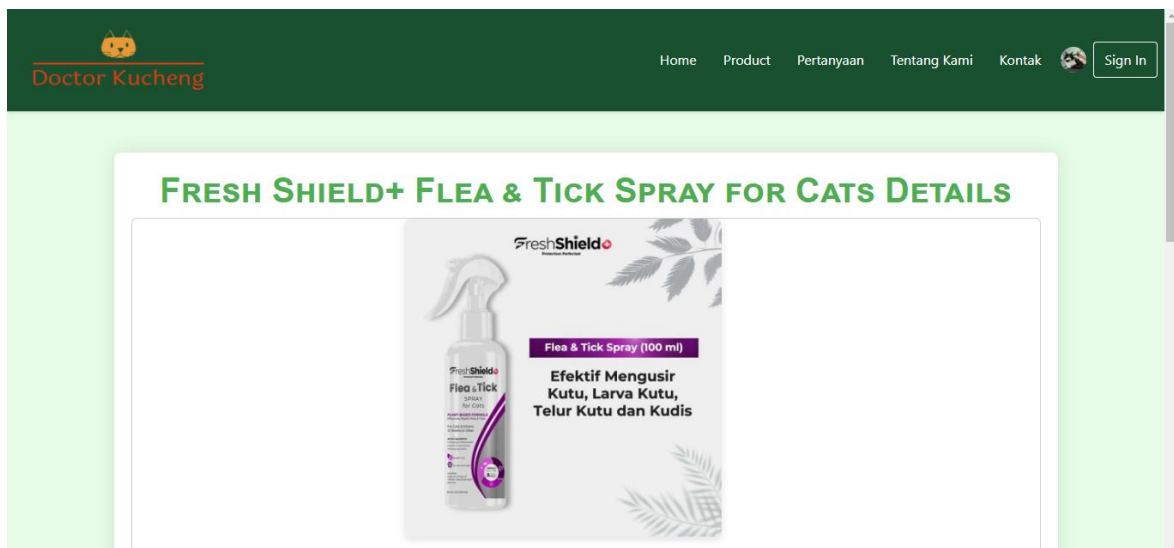 Doctor Kucheng
Home Product Pertanyaan Tentang Kami Kontak Sign In
FRESH SHIELD+ FLEA & TICK SPRAY FOR CATS DETAILS
FreshShield
Flea & Tick Spray (100 ml)
Efektif Mengusir
Kutu, Larva Kutu,
Telur Kutu dan Kudis
FreshShield
Flea & Tick
SPRAY
for Cats